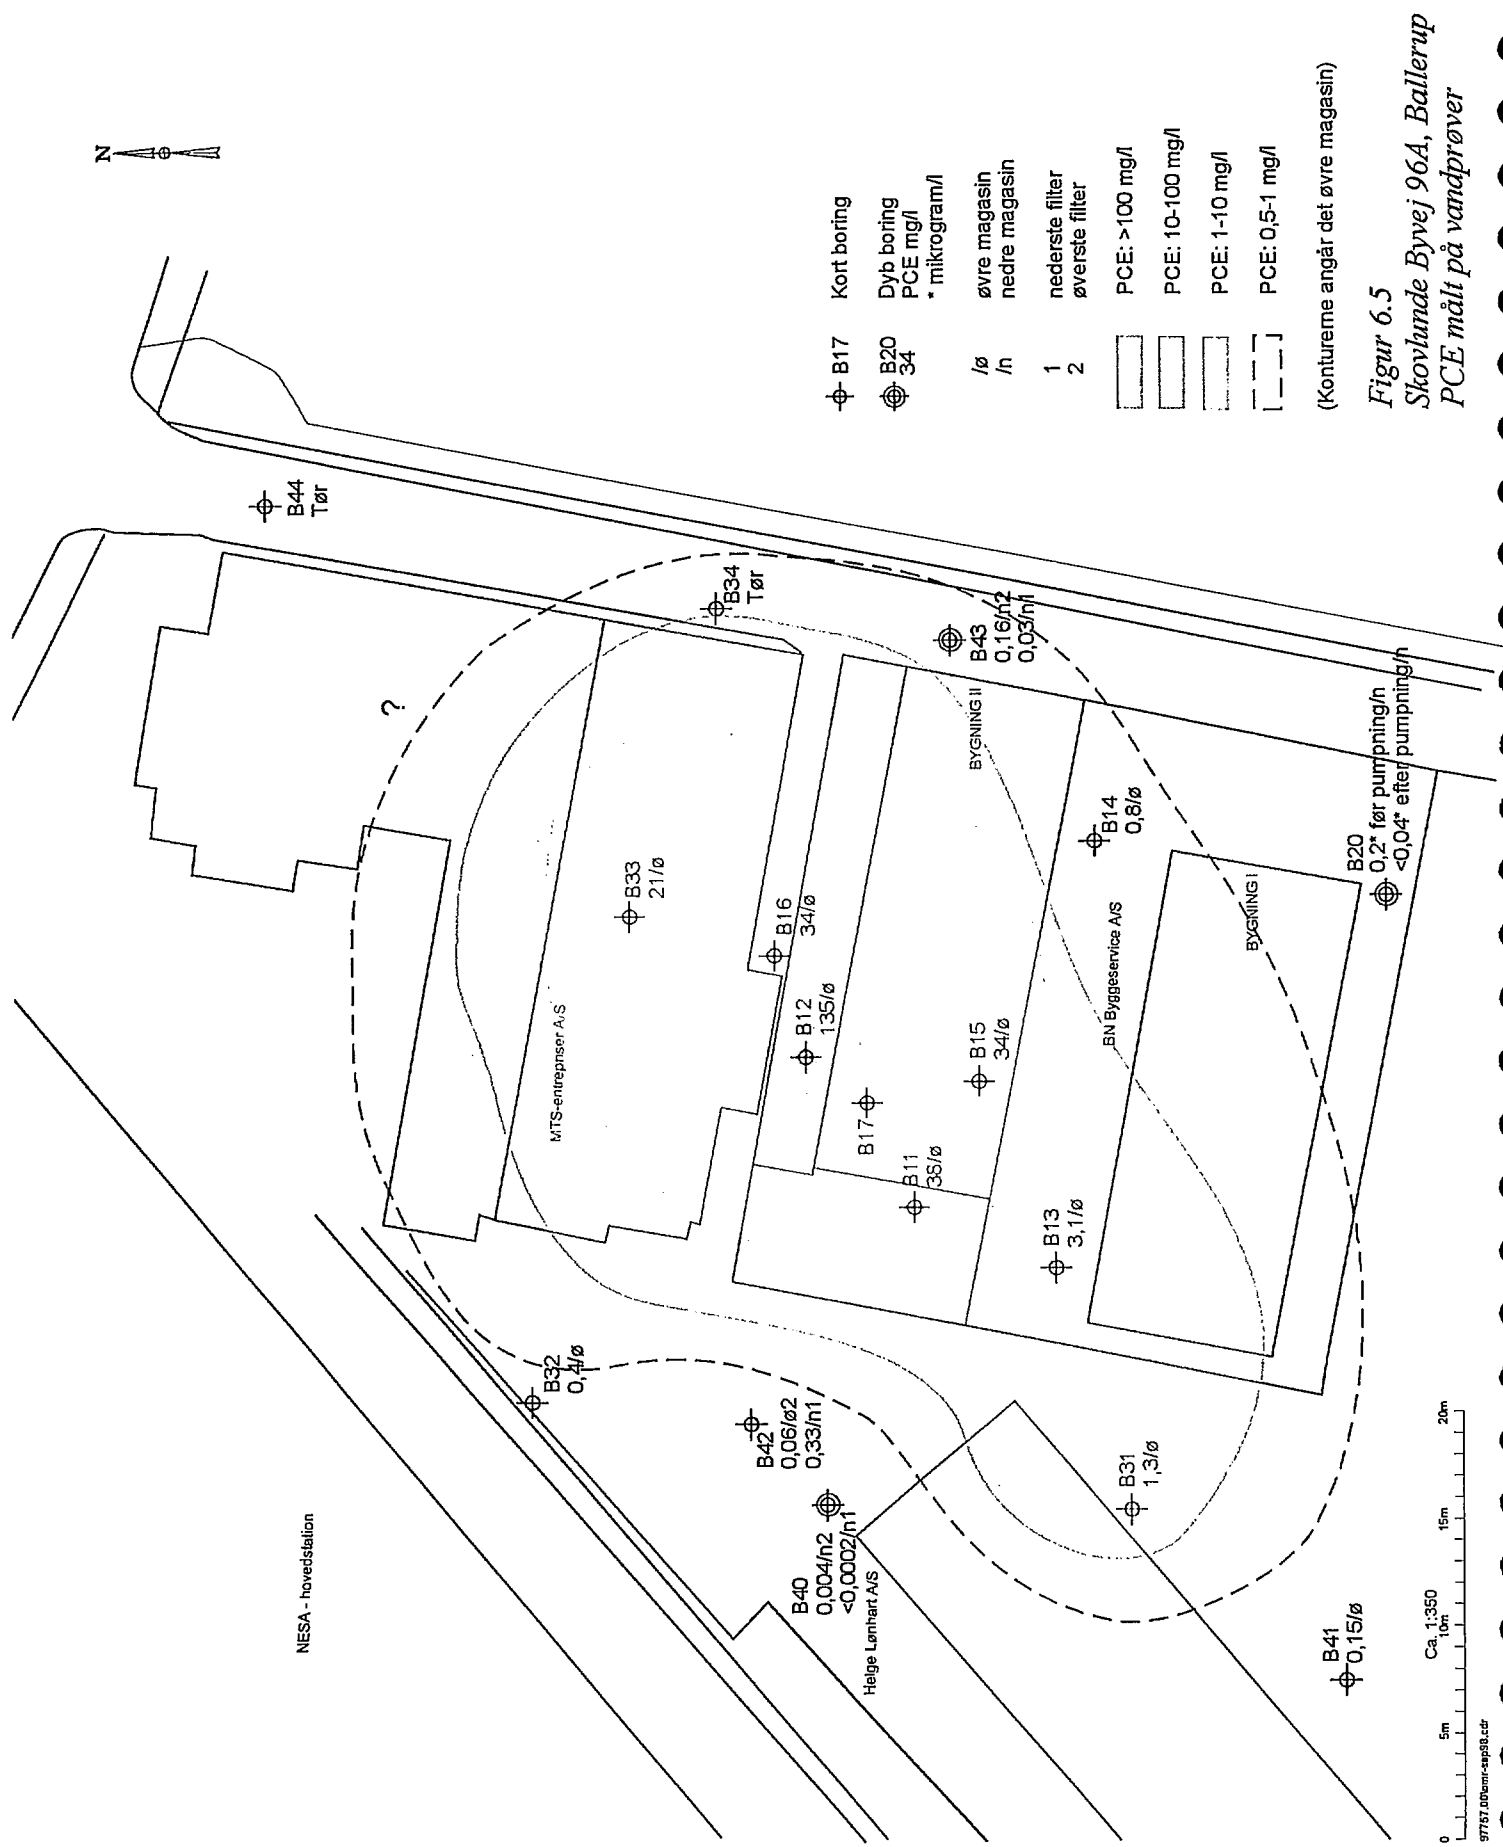 N
NESA - hovedstation
B44
Tør
?
B34
Tør
MTS-entrepriser A/S
B33
21/ø
B32
0,4/ø
B42
0,06/ø2
0,33/n1
B16
34/ø
B12
135/ø
B40
0,004/n2
<0,0002/n1
Helge Lønhart A/S
B17
B11
36/ø
B43
0,16/n2
0,03/n1
BYGNING II
B15
34/ø
B13
3,1/ø
B14
0,8/ø
BN Byggeservice A/S
B31
1,3/ø
BYGNING I
B20
0,2* før pumpning/n
<0,04* efter pumpning/n
B41
0,15/ø
Ca. 1:350
0
5m
10m
15m
20m
B17
Kort boring
B20
34
Dyb boring
PCE mg/l
* mikrogram/l
/ø
øvre magasin
/n
nedre magasin
1
nederste filter
2
øverste filter
PCE: >100 mg/l
PCE: 10-100 mg/l
PCE: 1-10 mg/l
PCE: 0,5-1 mg/l
(Konturerne angår det øvre magasin)
Figur 6.5
Skovlunde Byvej 96A, Ballerup
PCE målt på vandprøver